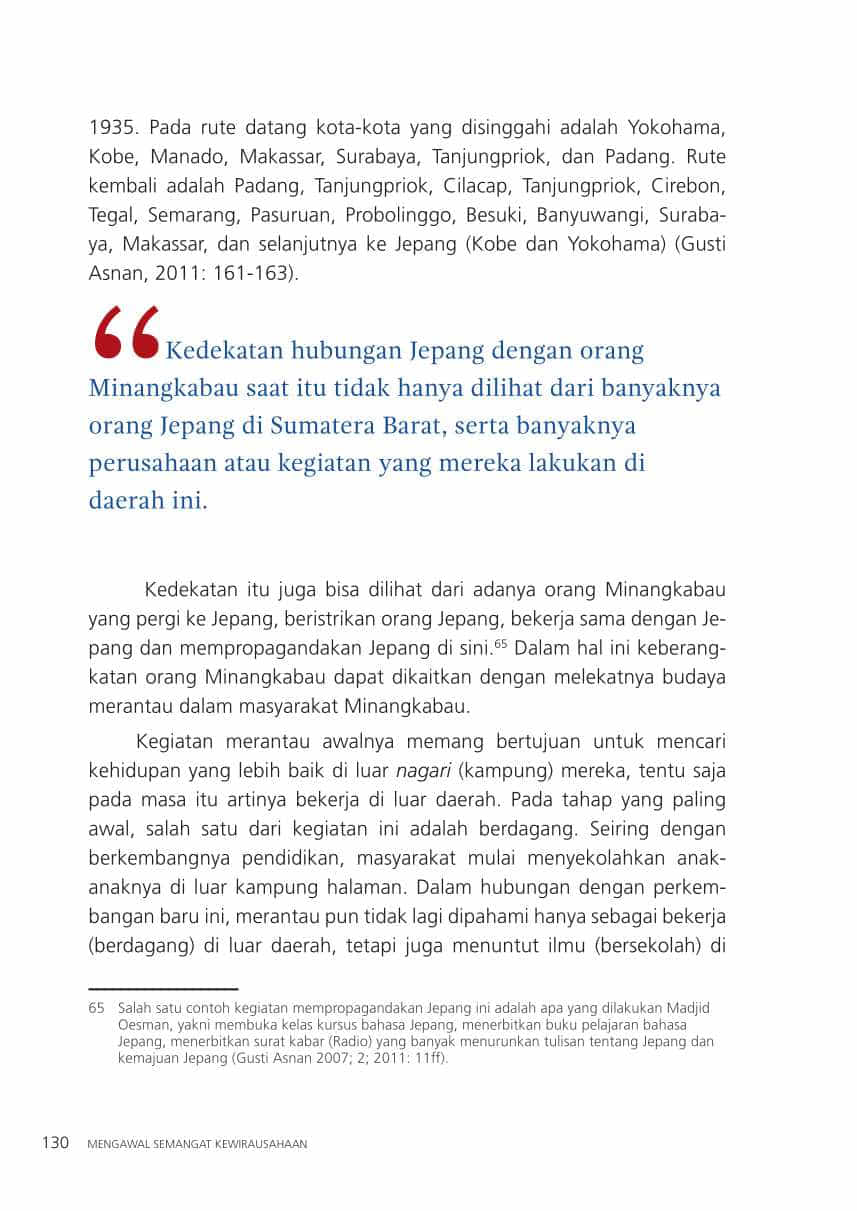 1935. Pada rute datang kota-kota yang disinggahi adalah Yokohama,
Kobe, Manado, Makassar, Surabaya, Tanjungpriok, dan Padang. Rute
kembali adalah Padang, Tanjungpriok, Cilacap, Tanjungpriok, Cirebon,
Tegal, Semarang, Pasuruan, Probolinggo, Besuki, Banyuwangi, Suraba-
ya, Makassar, dan selanjutnya ke Jepang (Kobe dan Yokohama) (Gusti
Asnan, 2011: 161-163).
“Kedekatan hubungan Jepang dengan orang
Minangkabau saat itu tidak hanya dilihat dari banyaknya
orang Jepang di Sumatera Barat, serta banyaknya
perusahaan atau kegiatan yang mereka lakukan di
daerah ini.
Kedekatan itu juga bisa dilihat dari adanya orang Minangkabau
yang pergi ke Jepang, beristrikan orang Jepang, bekerja sama dengan Je-
pang dan mempropagandakan Jepang di sini.65 Dalam hal ini keberang-
katan orang Minangkabau dapat dikaitkan dengan melekatnya budaya
merantau dalam masyarakat Minangkabau.
Kegiatan merantau awalnya memang bertujuan untuk mencari
kehidupan yang lebih baik di luar nagari (kampung) mereka, tentu saja
pada masa itu artinya bekerja di luar daerah. Pada tahap yang paling
awal, salah satu dari kegiatan ini adalah berdagang. Seiring dengan
berkembangnya pendidikan, masyarakat mulai menyekolahkan anak-
anaknya di luar kampung halaman. Dalam hubungan dengan perkem-
bangan baru ini, merantau pun tidak lagi dipahami hanya sebagai bekerja
(berdagang) di luar daerah, tetapi juga menuntut ilmu (bersekolah) di
65 Salah satu contoh kegiatan mempropagandakan Jepang ini adalah apa yang dilakukan Madjid
Oesman, yakni membuka kelas kursus bahasa Jepang, menerbitkan buku pelajaran bahasa
Jepang, menerbitkan surat kabar (Radio) yang banyak menurunkan tulisan tentang Jepang dan
kemajuan Jepang (Gusti Asnan 2007; 2; 2011: 11ff).
130 MENGAWAL SEMANGAT KEWIRAUSAHAAN